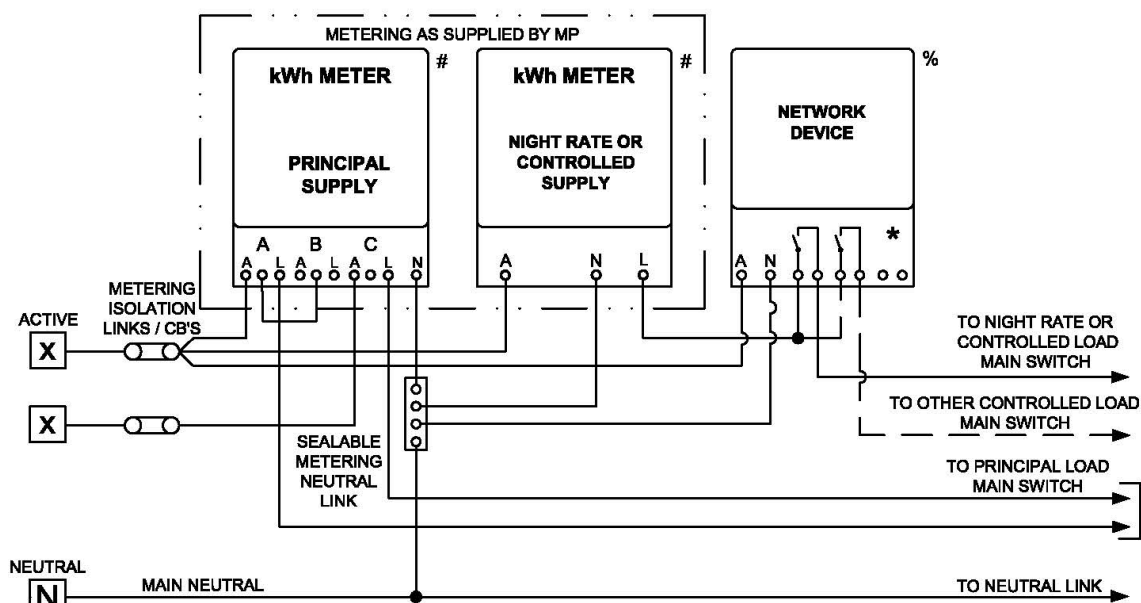 METERING AS SUPPLIED BY MP
kWh METER
#
PRINCIPAL
SUPPLY
kWh METER
#
NIGHT RATE OR
CONTROLLED
SUPPLY
%
NETWORK
DEVICE
*
A B C
A L A L A L N
A N L
A N
METERING
ISOLATION
LINKS / CB'S
ACTIVE
X
X
SEALABLE
METERING
NEUTRAL
LINK
TO NIGHT RATE OR
CONTROLLED LOAD
MAIN SWITCH
TO OTHER CONTROLLED LOAD
MAIN SWITCH
TO PRINCIPAL LOAD
MAIN SWITCH
NEUTRAL
N
MAIN NEUTRAL
TO NEUTRAL LINK